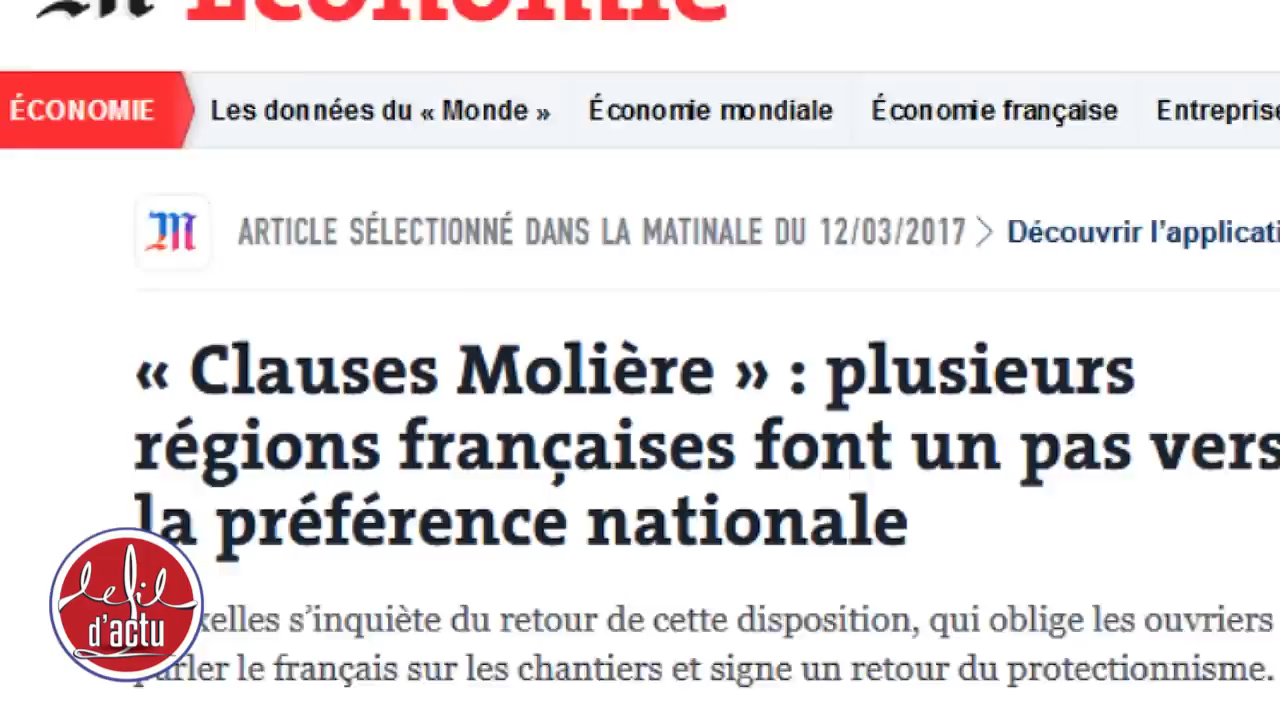 Économie
ÉCONOMIE Les données du « Monde » Économie mondiale Économie française Entreprise
M ARTICLE SÉLECTIONNÉ DANS LA MATINALE DU 12/03/2017 > Découvrir l'applicati
« Clauses Molière » : plusieurs
régions françaises font un pas vers
la préférence nationale
xelles s’inquiète du retour de cette disposition, qui oblige les ouvriers
parler le français sur les chantiers et signe un retour du protectionnisme.
le fil
d'actu